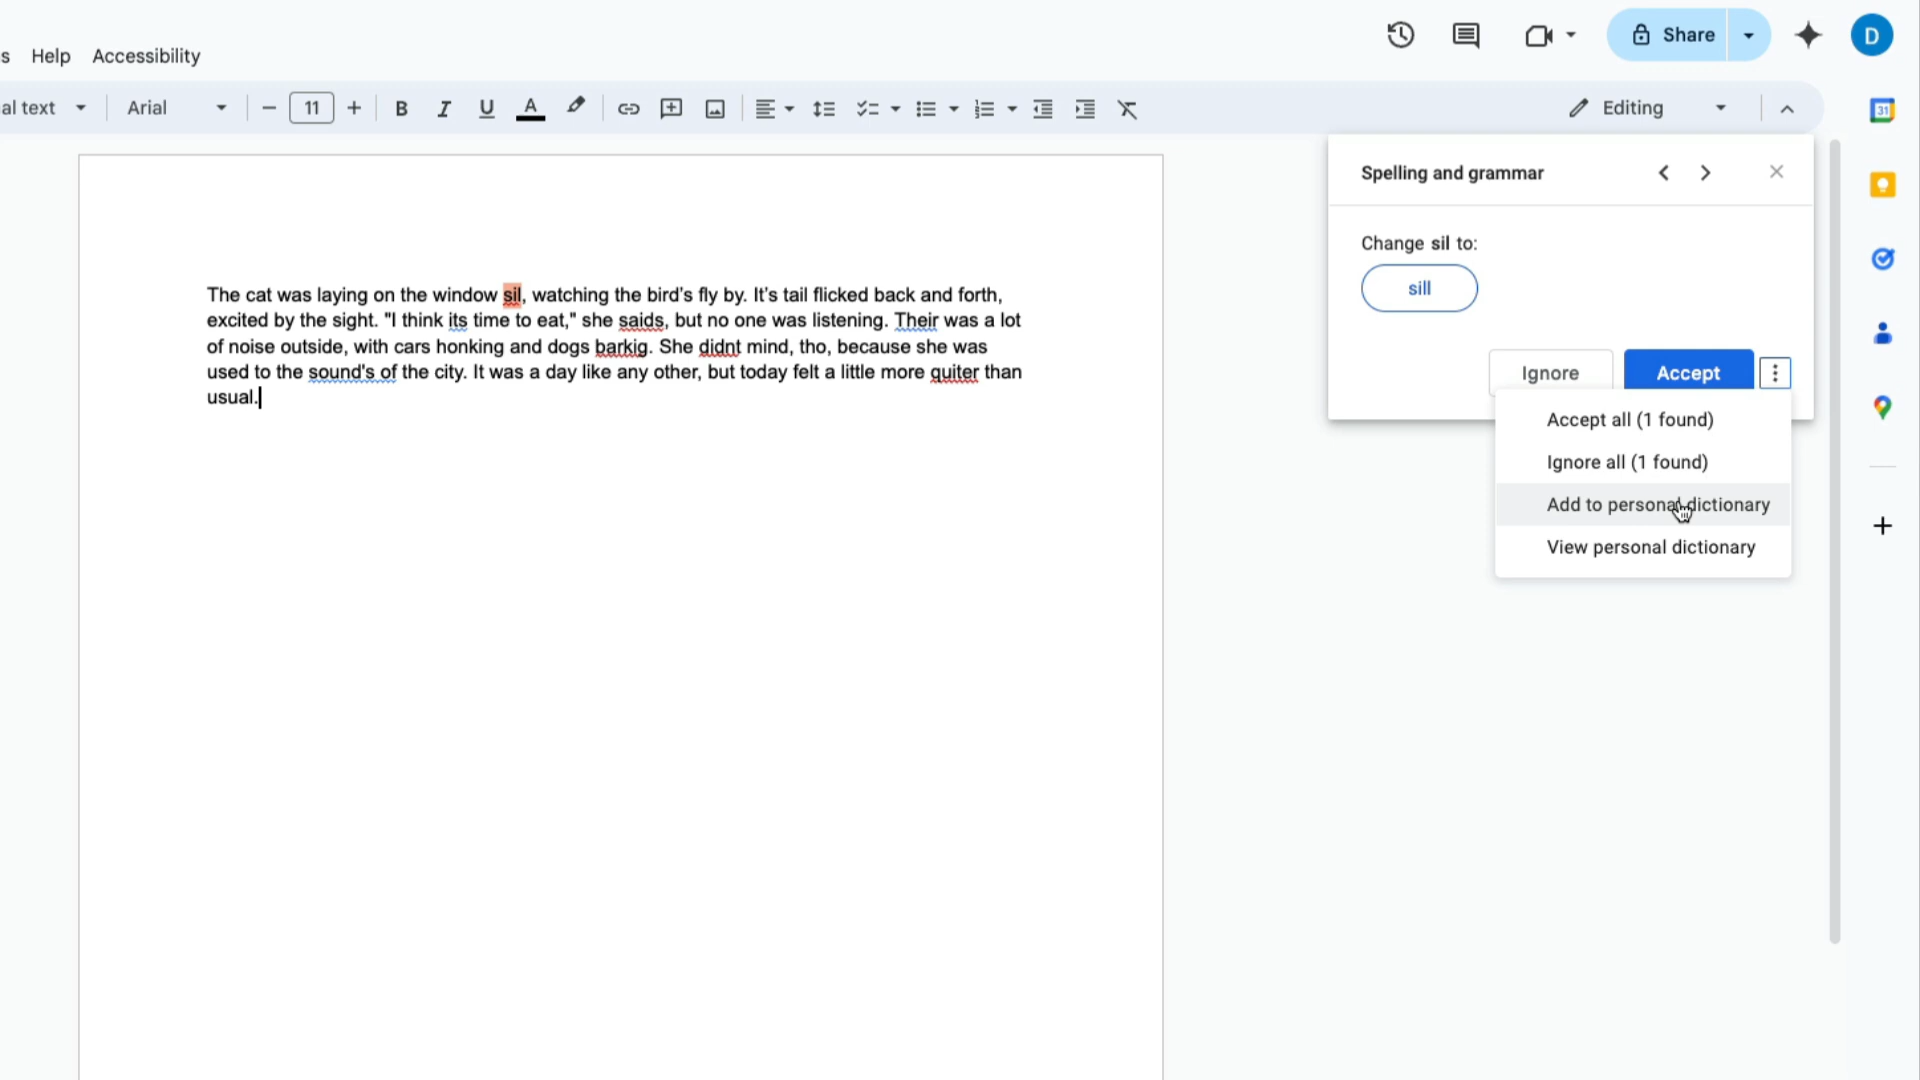 s Help Accessibility
Share
D
al text Arial 11 B I U A Editing
31
Spelling and grammar
Change sil to:
sill
Ignore Accept
Accept all (1 found)
Ignore all (1 found)
Add to personal dictionary
View personal dictionary
The cat was laying on the window sil, watching the bird's fly by. It's tail flicked back and forth,
excited by the sight. "I think its time to eat," she saids, but no one was listening. Their was a lot
of noise outside, with cars honking and dogs barkig. She didnt mind, tho, because she was
used to the sound's of the city. It was a day like any other, but today felt a little more quiter than
usual.